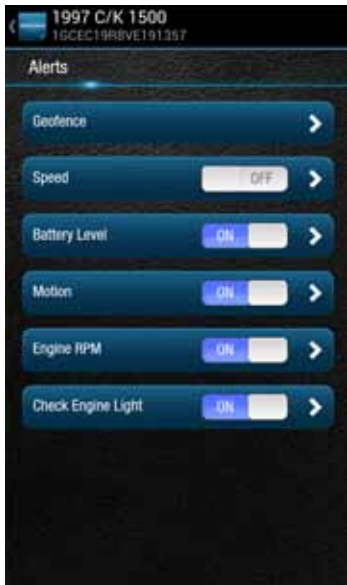 1997 C/K 1500
1GCEC19R8VE191357
Alerts
Geofence
Speed OFF
Battery Level ON
Motion ON
Engine RPM ON
Check Engine Light ON